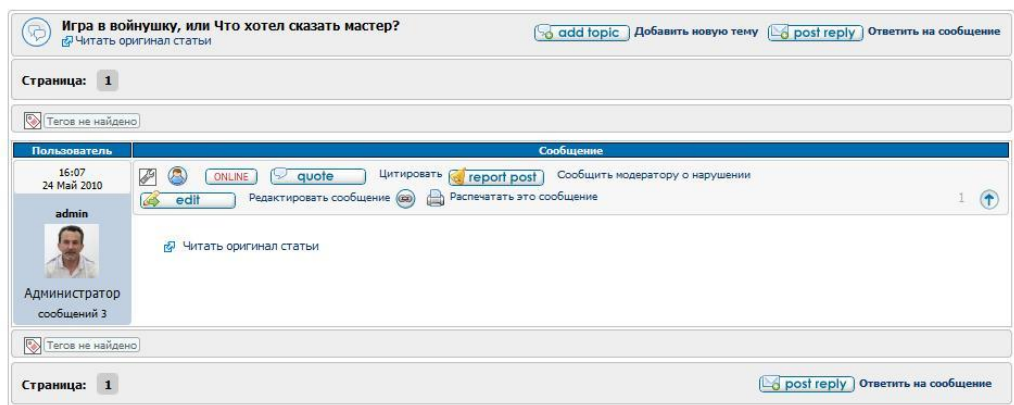 Игра в войнушку, или Что хотел сказать мастер?
Читать оригинал статьи
add topic Добавить новую тему post reply Ответить на сообщение
Страница: 1
Тегов не найдено
Пользователь Сообщение
16:07
24 Май 2010
ONLINE quote Цитировать report post Сообщить модератору о нарушении
edit Редактировать сообщение Распечатать это сообщение 1
admin
Читать оригинал статьи
Администратор
сообщений 3
Тегов не найдено
Страница: 1 post reply Ответить на сообщение